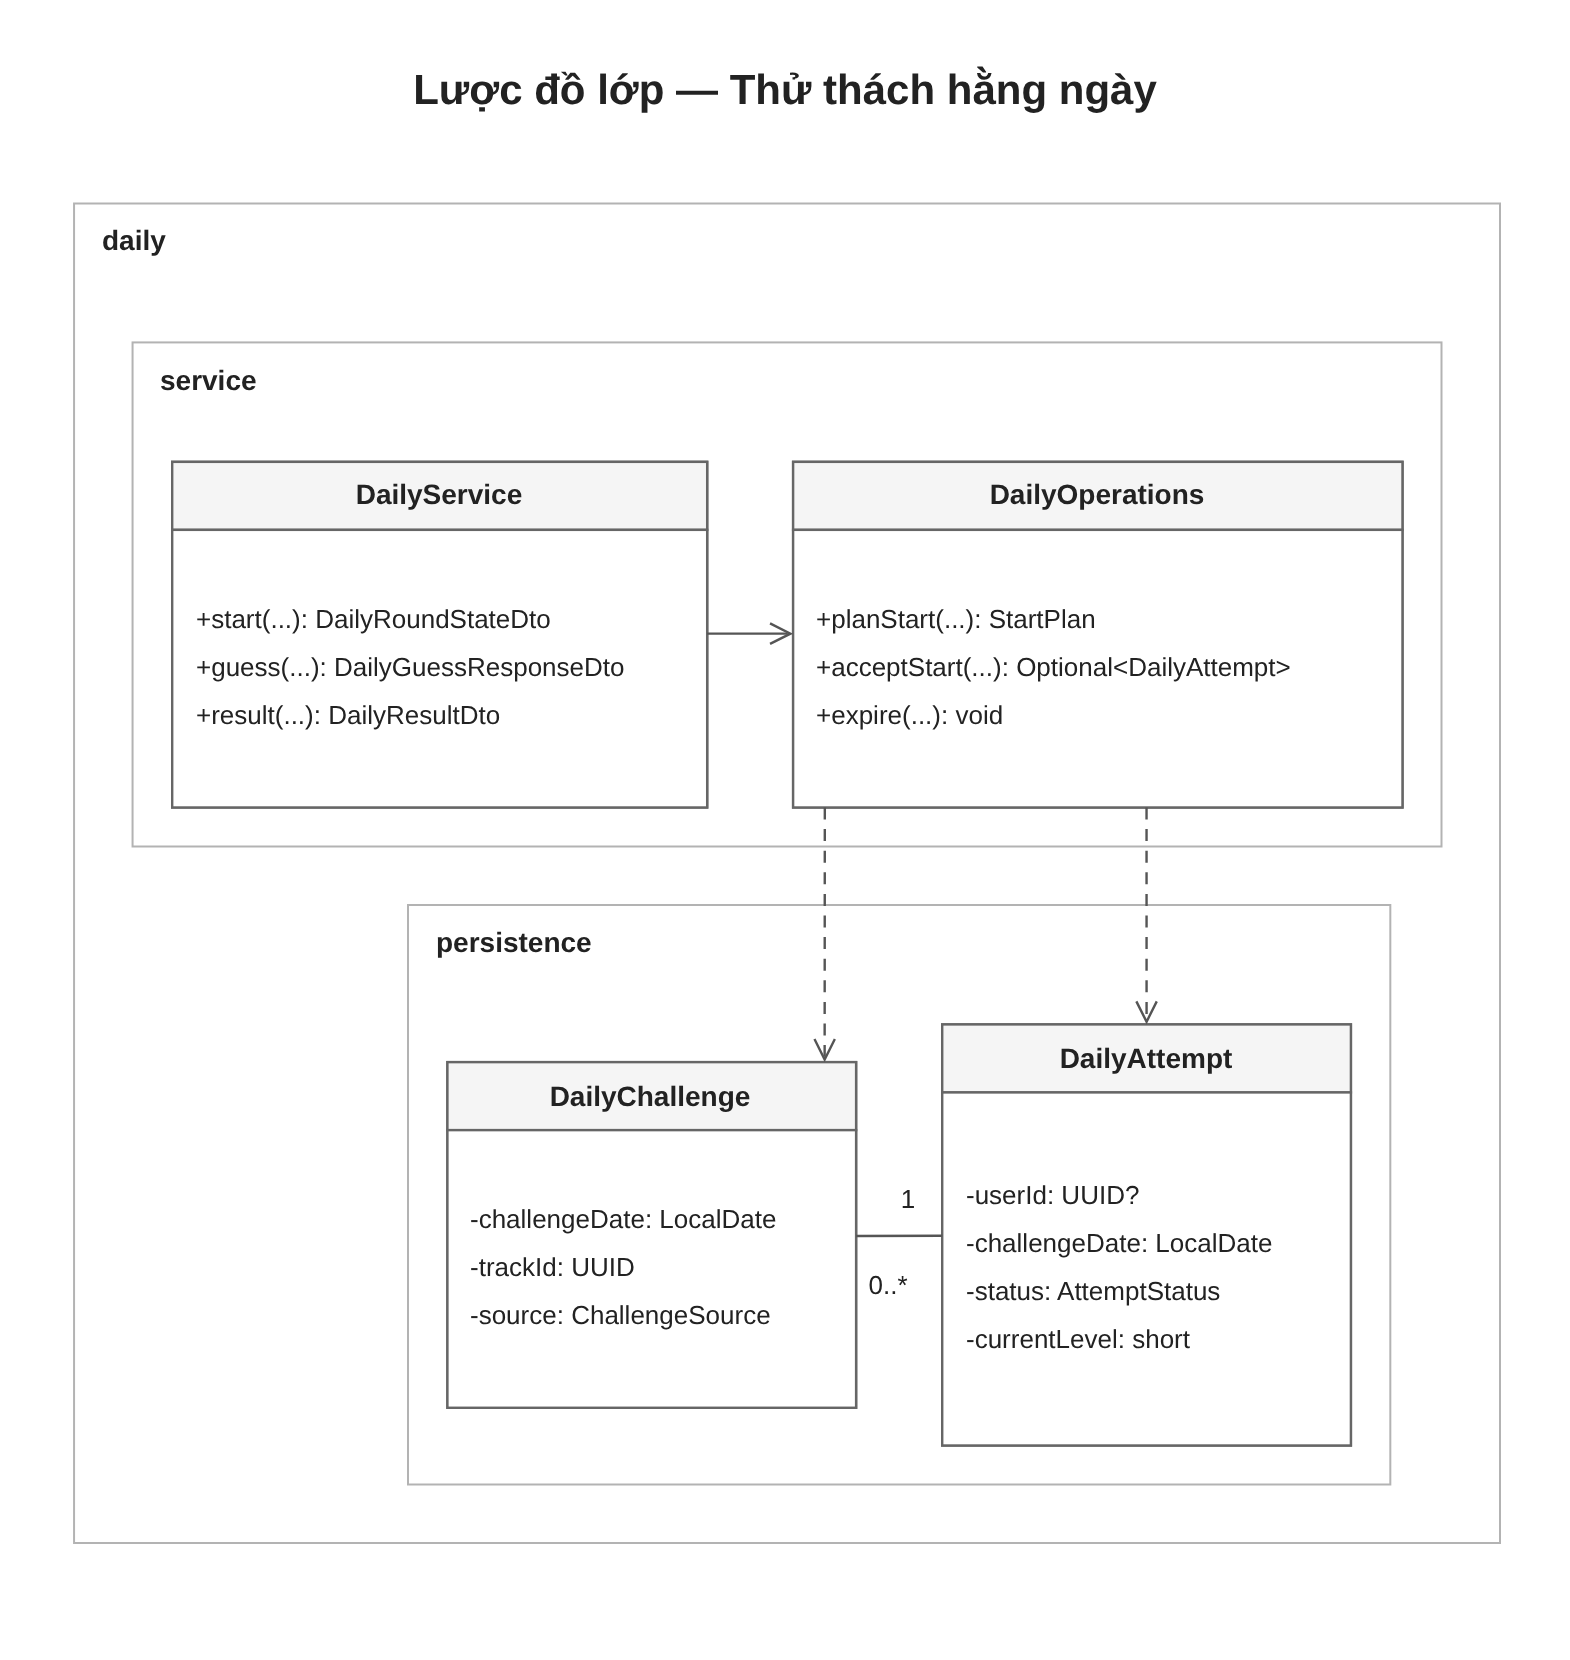 Lược đồ lớp — Thử thách hằng ngày
daily
service
DailyService
+start(...): DailyRoundStateDto
+guess(...): DailyGuessResponseDto
+result(...): DailyResultDto
DailyOperations
+planStart(...): StartPlan
+acceptStart(...): Optional<DailyAttempt>
+expire(...): void
persistence
DailyChallenge
-challengeDate: LocalDate
-trackId: UUID
-source: ChallengeSource
1
0..*
DailyAttempt
-userId: UUID?
-challengeDate: LocalDate
-status: AttemptStatus
-currentLevel: short